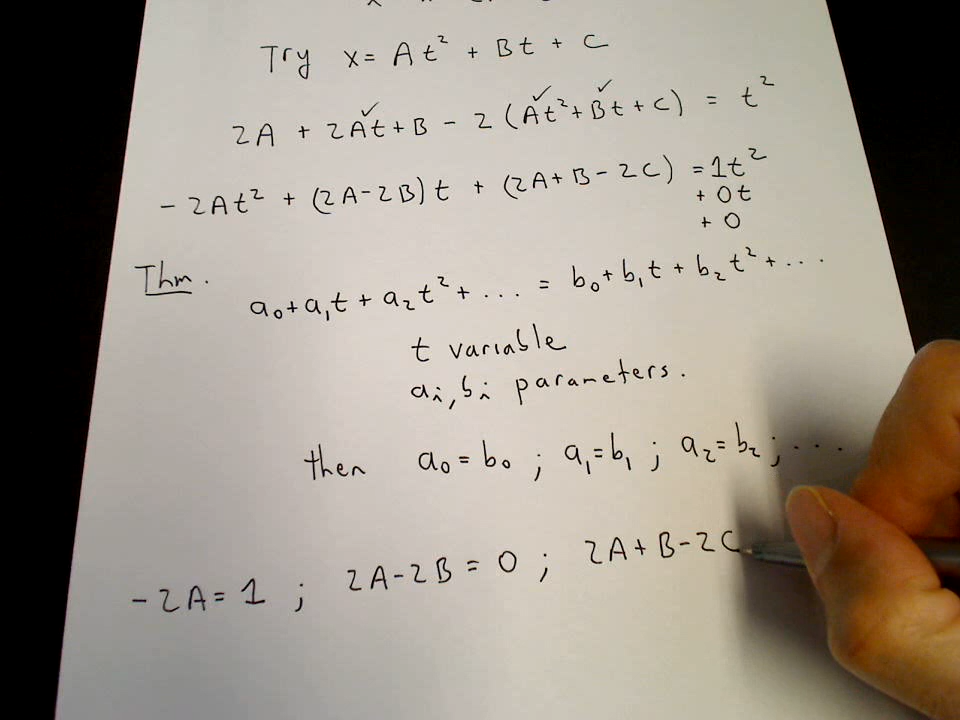 Try x = At² + Bt + C
2A + 2At + B - 2 (At² + Bt + C) = t²
- 2At² + (2A - 2B) t + (2A + B - 2C) = 1t²
+ 0t
+ 0
Thm.
a₀ + a₁t + a₂t² + ... = b₀ + b₁t + b₂t² + ...
t variable
aᵢ, bᵢ parameters.
then a₀ = b₀ ; a₁ = b₁ ; a₂ = b₂ ; ...
- 2A = 1 ; 2A - 2B = 0 ; 2A + B - 2C